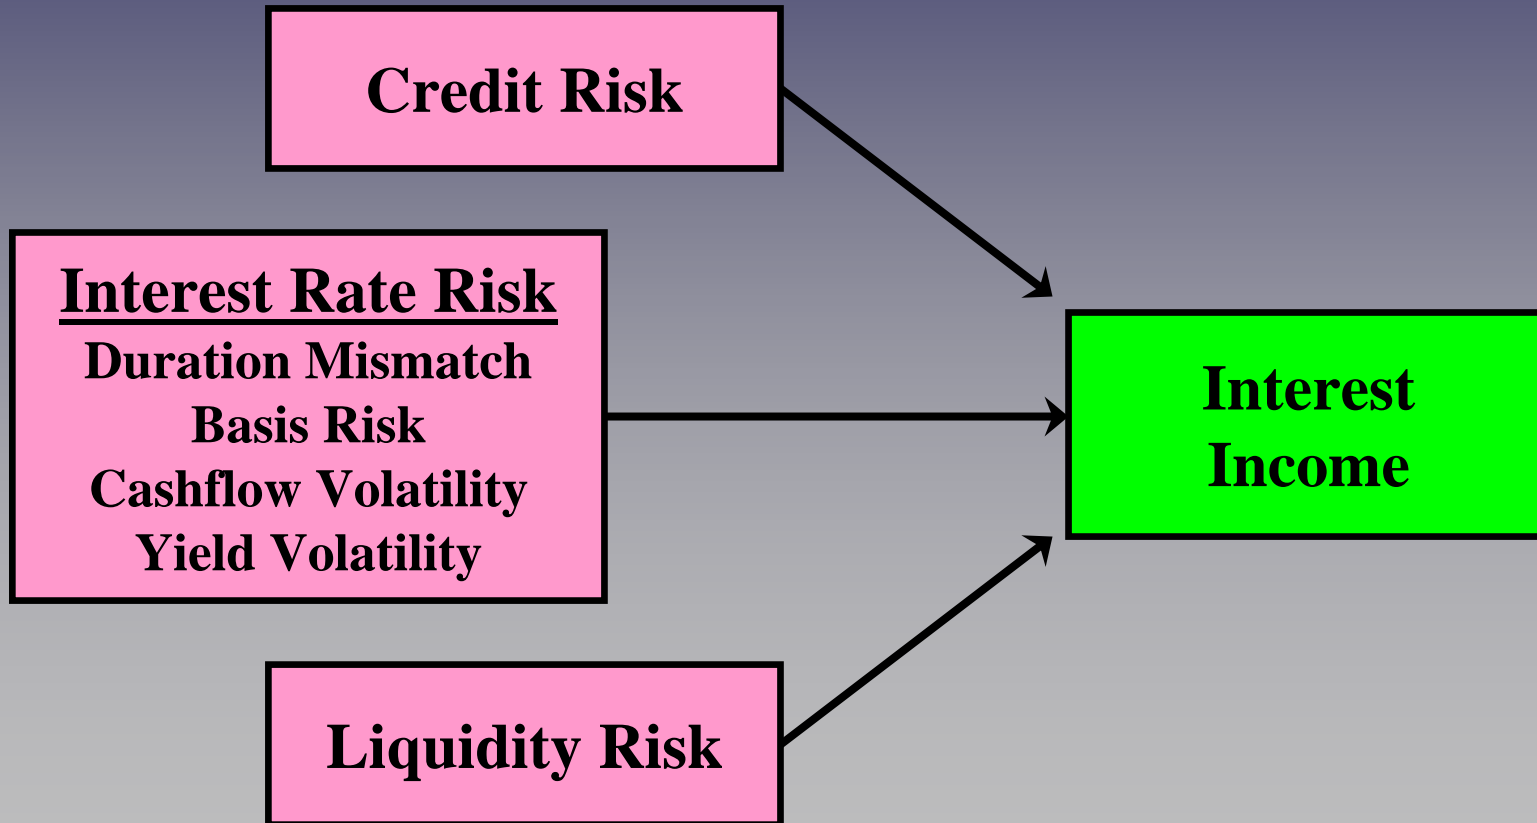 Credit Risk
Interest Rate Risk
Duration Mismatch
Basis Risk
Cashflow Volatility
Yield Volatility
Interest
Income
Liquidity Risk